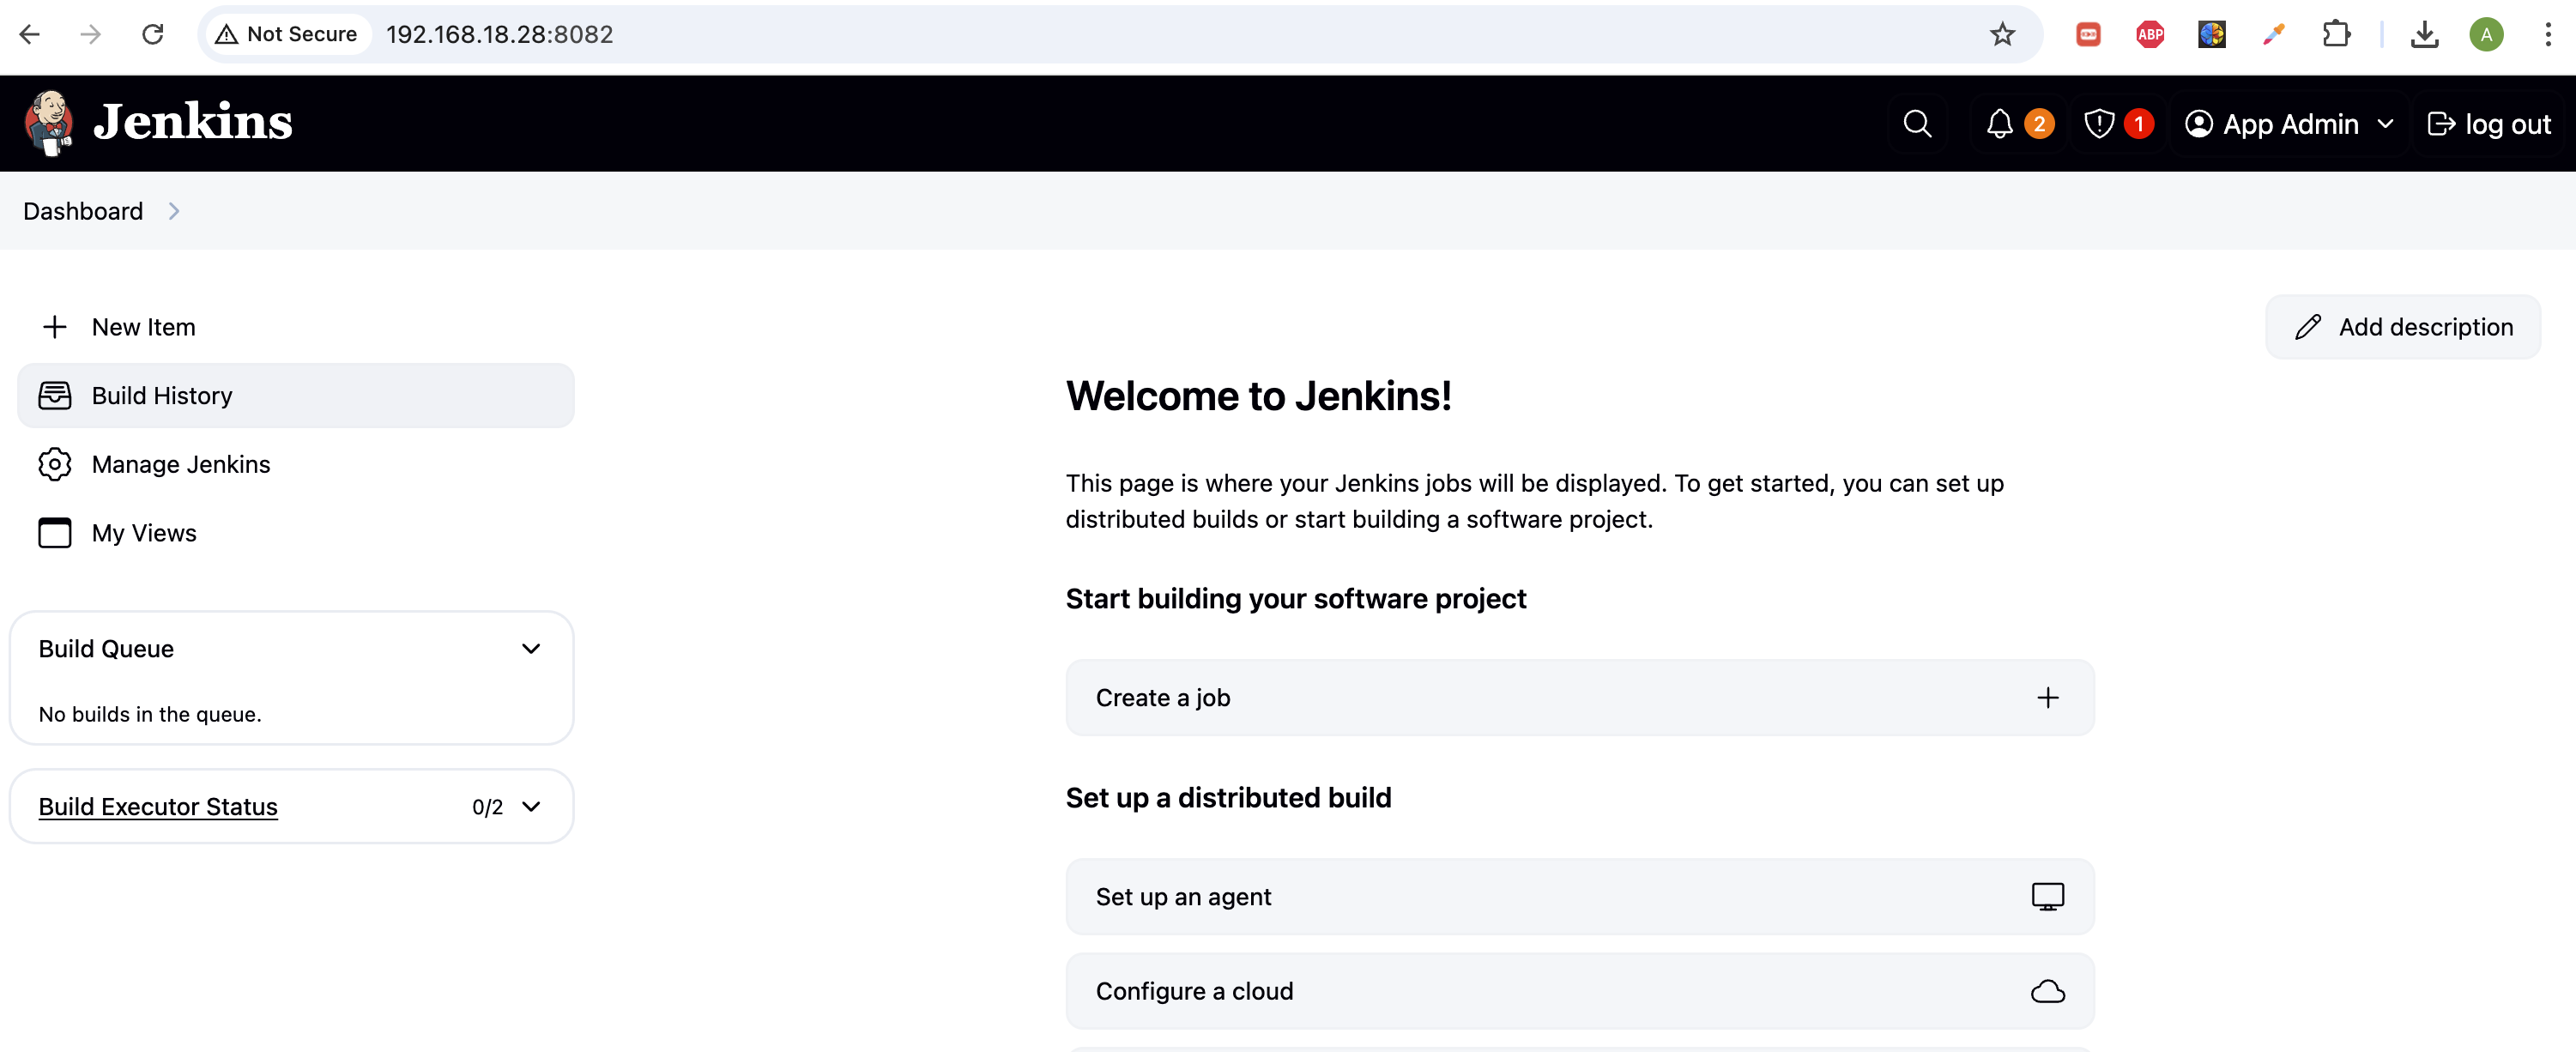 Not Secure 192.168.18.28:8082
ABP
A
Jenkins
2
1
App Admin
log out
Dashboard
New Item
Build History
Manage Jenkins
My Views
Build Queue
No builds in the queue.
Build Executor Status 0/2
Add description
Welcome to Jenkins!
This page is where your Jenkins jobs will be displayed. To get started, you can set up
distributed builds or start building a software project.
Start building your software project
Create a job
Set up a distributed build
Set up an agent
Configure a cloud